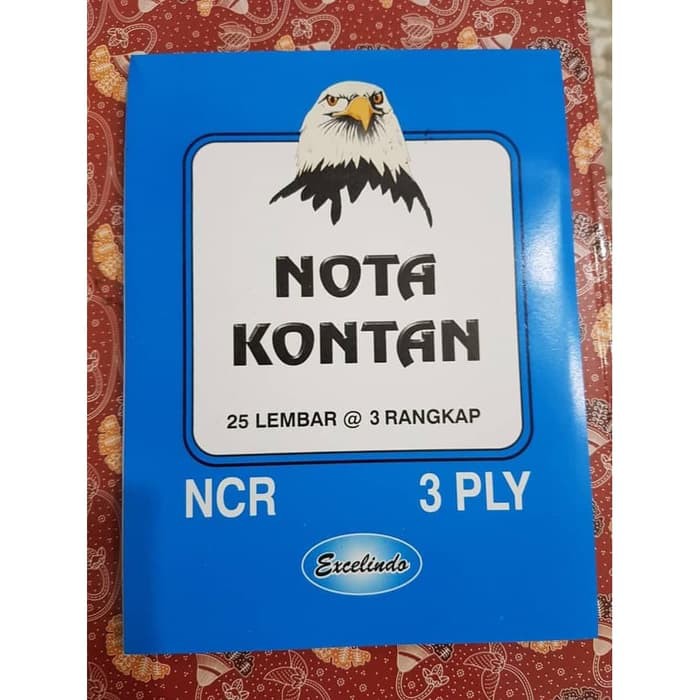 NOTA
KONTAN
25 LEMBAR @ 3 RANGKAP
NCR 3 PLY
Excelindo